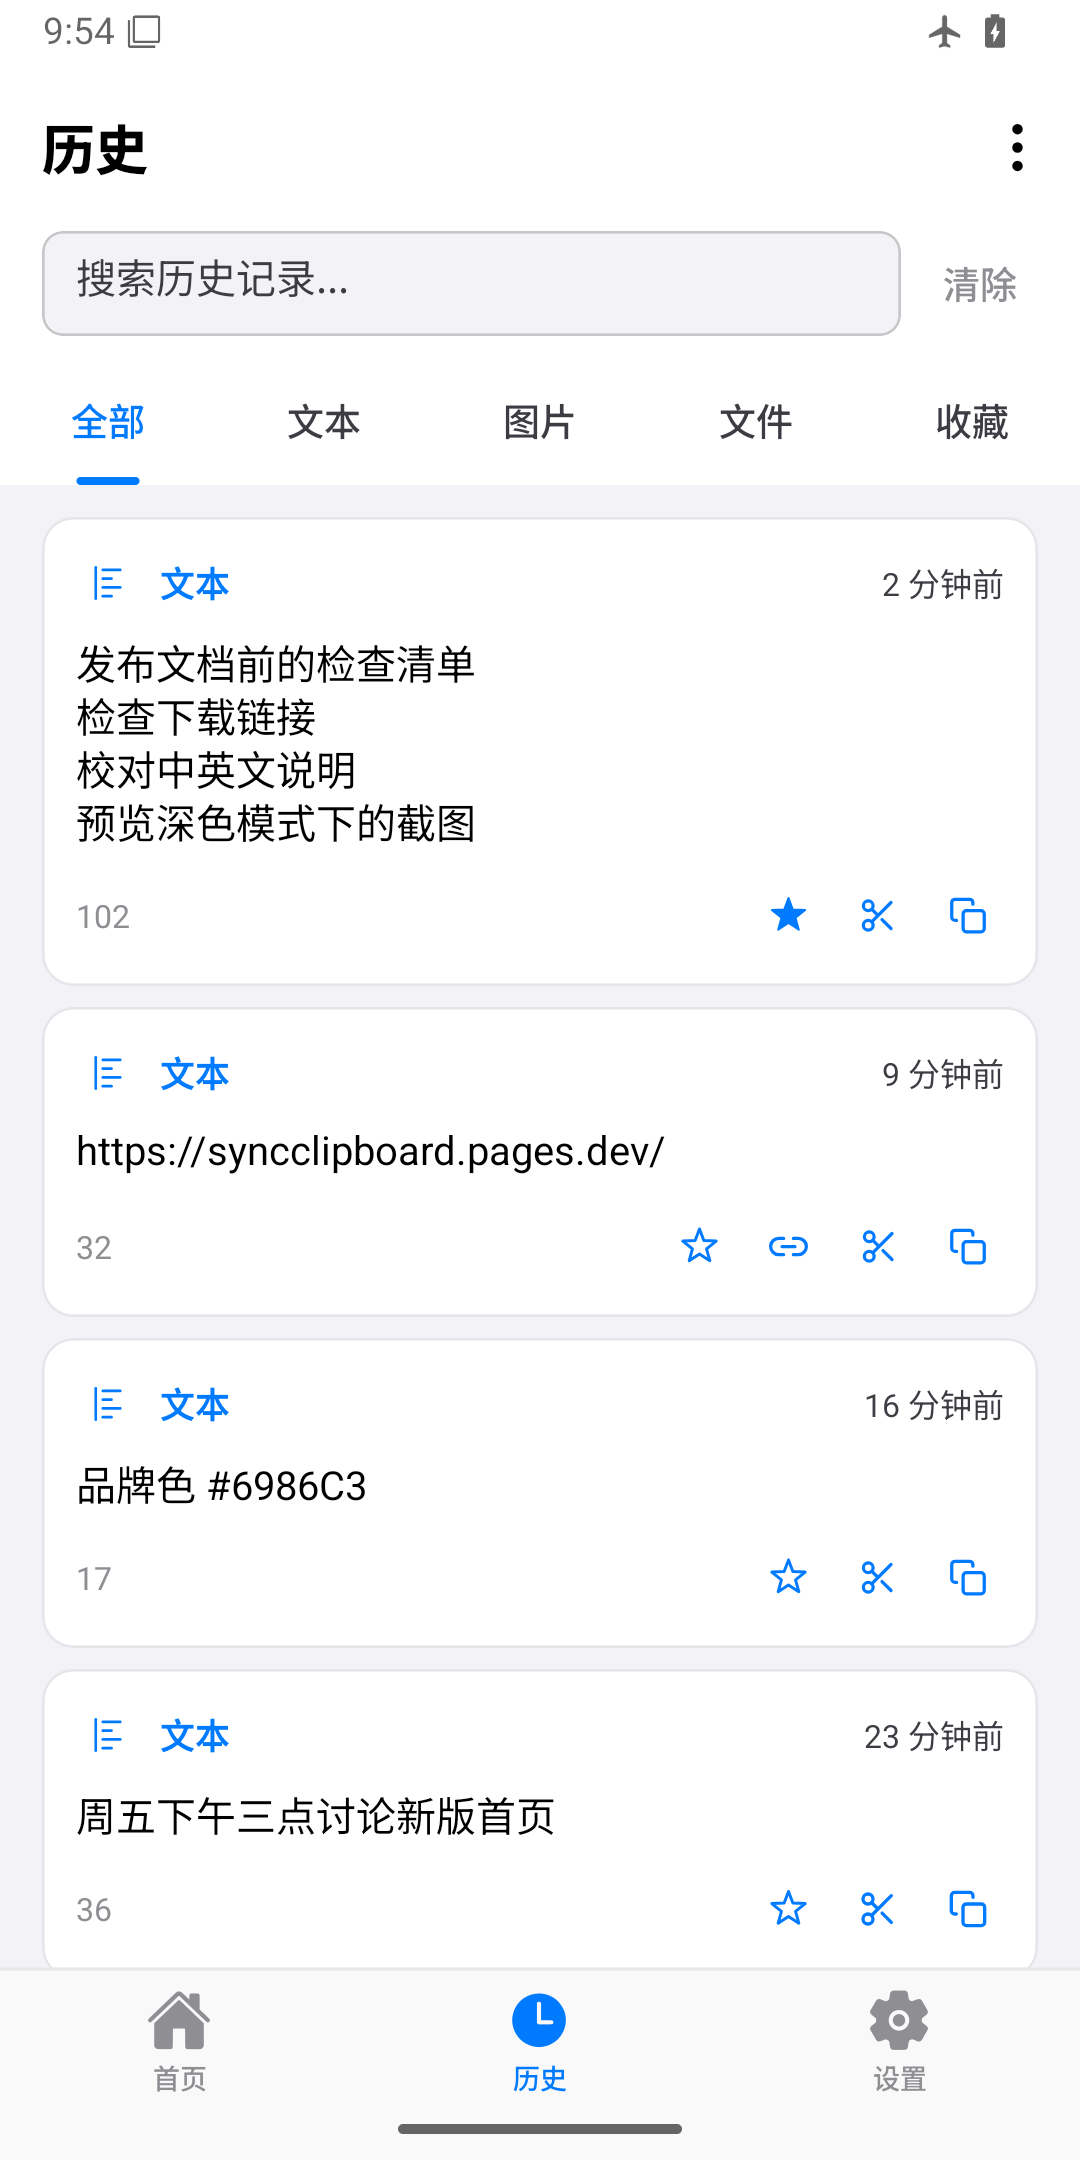 9:54
历史
搜索历史记录...
清除
全部 文本 图片 文件 收藏
文本 2 分钟前
发布文档前的检查清单
检查下载链接
校对中英文说明
预览深色模式下的截图
102
文本 9 分钟前
https://syncclipboard.pages.dev/
32
文本 16 分钟前
品牌色 #6986C3
17
文本 23 分钟前
周五下午三点讨论新版首页
36
首页 历史 设置